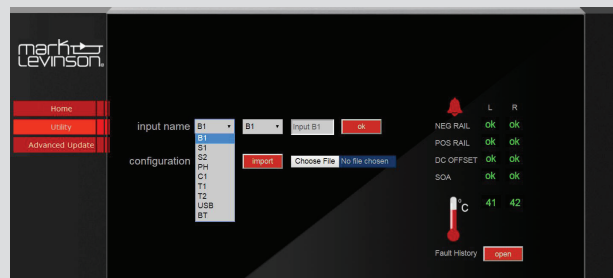 mark
Levinson®
Home
Utility
Advanced Update
input name B1 B1 Input B1 ok
B1
S1
S2
PH
C1
T1
T2
USB
BT
configuration import Choose File No file chosen
L R
NEG RAIL ok ok
POS RAIL ok ok
DC OFFSET ok ok
SOA ok ok
°C 41 42
Fault History open